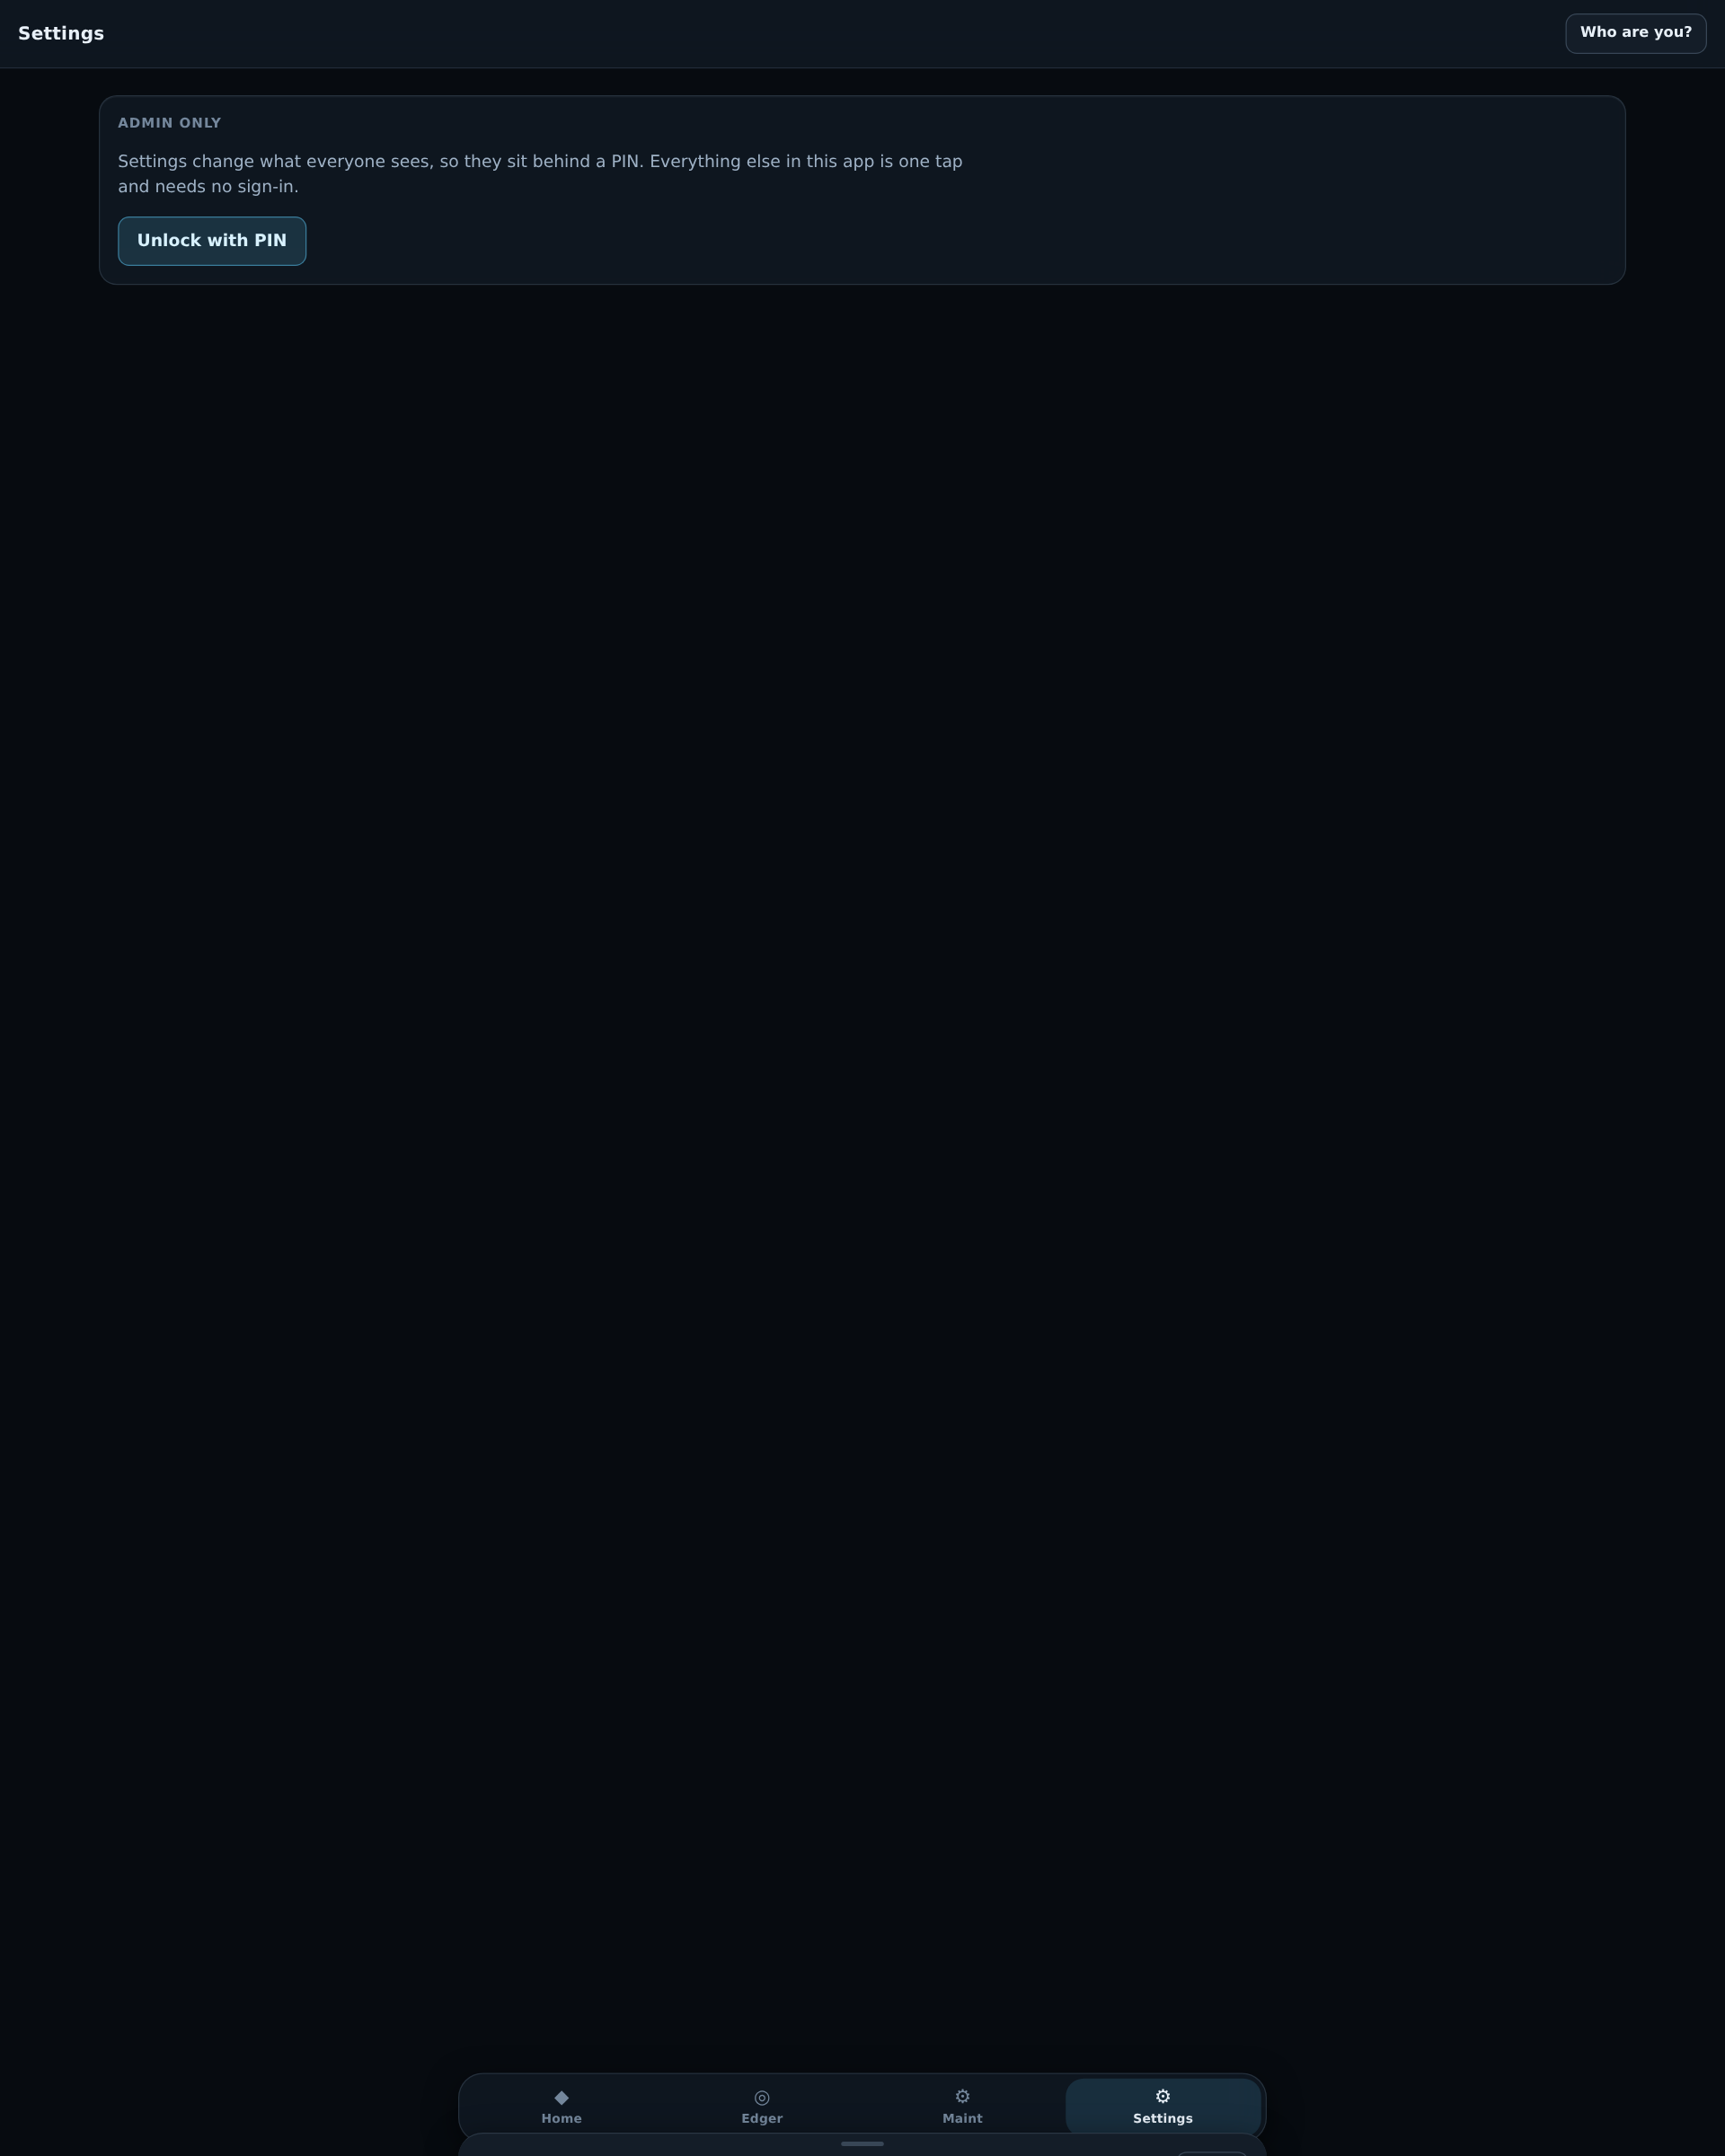 Settings
Who are you?
ADMIN ONLY
Settings change what everyone sees, so they sit behind a PIN. Everything else in this app is one tap
and needs no sign-in.
Unlock with PIN
Home
Edger
Maint
Settings